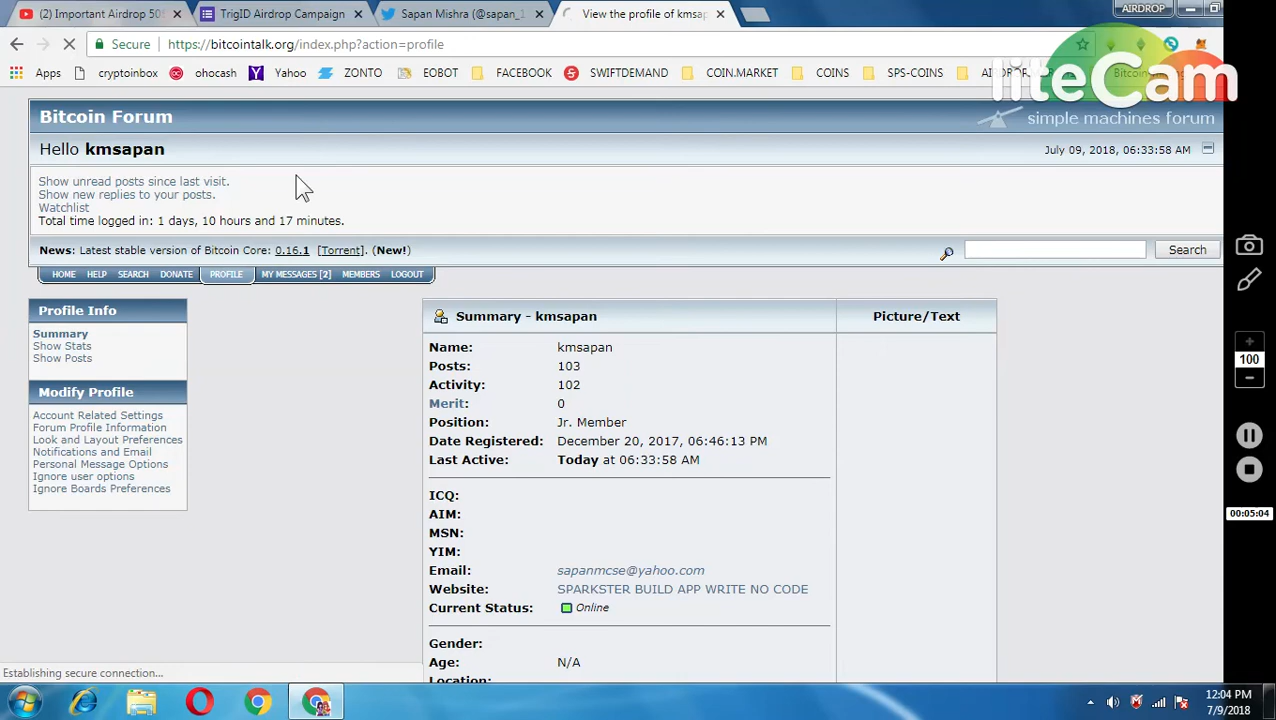 (2) Important Airdrop 50$
TrigID Airdrop Campaign
Sapan Mishra (@sapan_1
View the profile of kmsap
AIRDROP
Secure
https://bitcointalk.org/index.php?action=profile
Apps
cryptoinbox
ohocash
Yahoo
EOBOT
FACEBOOK
SWIFTDEMAND
COIN.MARKET
COINS
SPS-COINS
liteCam
Bitcoin Forum
simple machines forum
Hello kmsapan
July 09, 2018, 06:33:58 AM
Show unread posts since last visit.
Show new replies to your posts.
Watchlist
Total time logged in: 1 days, 10 hours and 17 minutes.
News: Latest stable version of Bitcoin Core: 0.16.1 [Torrent]. (New!)
Search
HOME HELP SEARCH DONATE PROFILE MY MESSAGES [2] MEMBERS LOGOUT
Profile Info
Summary
Show Stats
Show Posts
Modify Profile
Account Related Settings
Forum Profile Information
Look and Layout Preferences
Notifications and Email
Personal Message Options
Ignore user options
Ignore Boards Preferences
Summary - kmsapan
Picture/Text
Name: kmsapan
Posts: 103
Activity: 102
Merit: 0
Position: Jr. Member
Date Registered: December 20, 2017, 06:46:13 PM
Last Active: Today at 06:33:58 AM
ICQ:
AIM:
MSN:
YIM:
Email: sapanmcse@yahoo.com
Website: SPARKSTER BUILD APP WRITE NO CODE
Current Status: Online
Gender:
Age: N/A
100
00:05:04
Establishing secure connection...
12:04 PM
7/9/2018